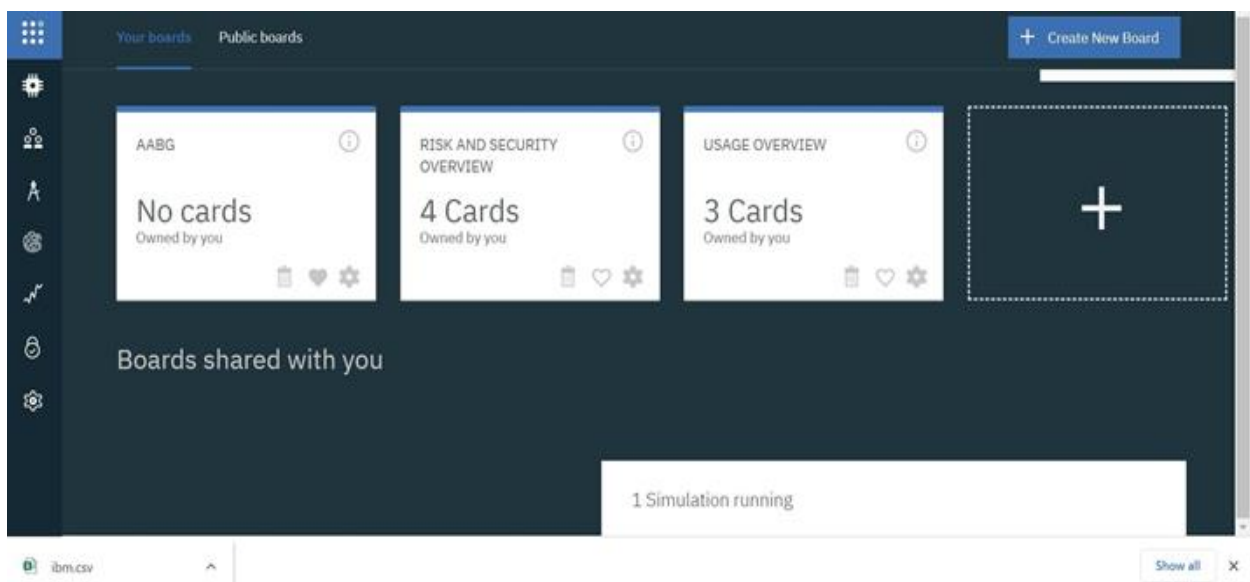 Your boards Public boards + Create New Board
AABG
No cards
Owned by you
RISK AND SECURITY
OVERVIEW
4 Cards
Owned by you
USAGE OVERVIEW
3 Cards
Owned by you
Boards shared with you
1 Simulation running
ibm.csv
Show all